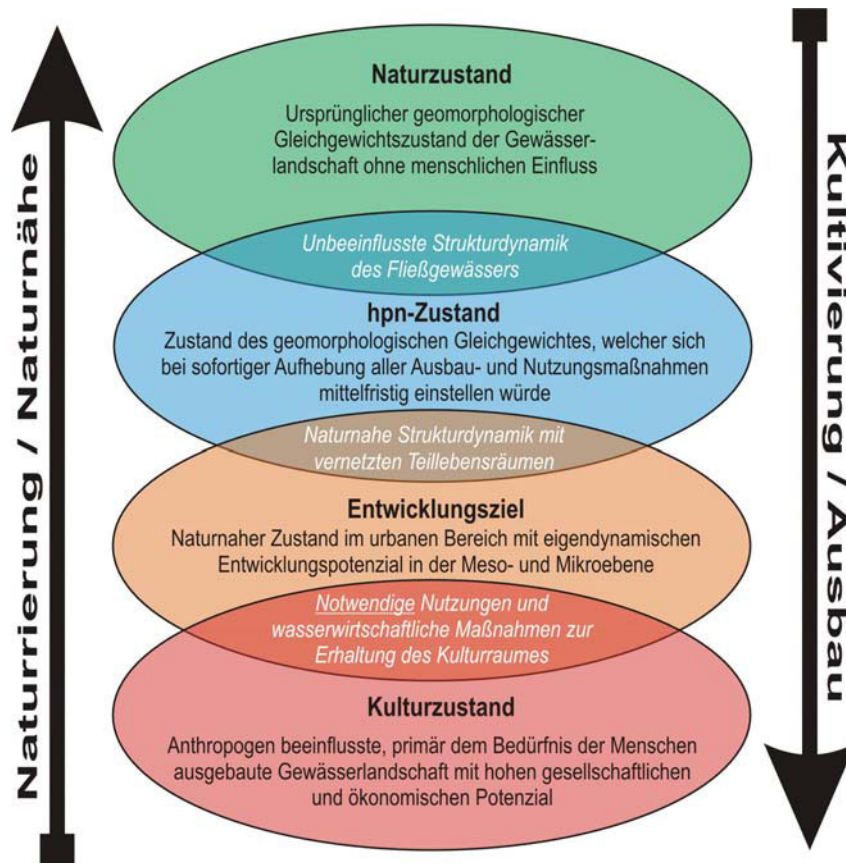 Naturrierung / Naturnähe
Naturzustand
Ursprünglicher geomorphologischer
Gleichgewichtszustand der Gewässer-
landschaft ohne menschlichen Einfluss
Unbeeinflusste Strukturdynamik
des Fließgewässers
hpn-Zustand
Zustand des geomorphologischen Gleichgewichtes, welcher sich
bei sofortiger Aufhebung aller Ausbau- und Nutzungsmaßnahmen
mittelfristig einstellen würde
Naturnahe Strukturdynamik mit
vernetzten Teillebensräumen
Entwicklungsziel
Naturnaher Zustand im urbanen Bereich mit eigendynamischen
Entwicklungspotenzial in der Meso- und Mikroebene
Notwendige Nutzungen und
wasserwirtschaftliche Maßnahmen zur
Erhaltung des Kulturraumes
Kulturzustand
Anthropogen beeinflusste, primär dem Bedürfnis der Menschen
ausgebaute Gewässerlandschaft mit hohen gesellschaftlichen
und ökonomischen Potenzial
Kultivierung / Ausbau